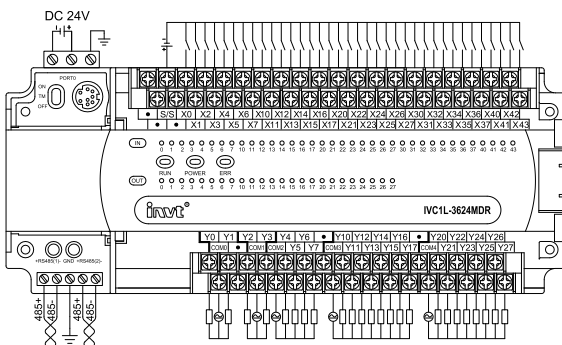 DC 24V
PORT0
ON
TM
OFF
• S/S X0 X2 X4 X6 X10 X12 X14 X16 X20 X22 X24 X26 X30 X32 X34 X36 X40 X42
• • X1 X3 X5 X7 X11 X13 X15 X17 X21 X23 X25 X27 X31 X33 X35 X37 X41 X43
IN
0 1 2 3 4 5 6 7 10 11 12 13 14 15 16 17 20 21 22 23 24 25 26 27 30 31 32 33 34 35 36 37 40 41 42 43
RUN POWER ERR
OUT
0 1 2 3 4 5 6 7 10 11 12 13 14 15 16 17 20 21 22 23 24 25 26 27
invt
IVC1L-3624MDR
Y0 Y1 Y2 Y3 Y4 Y6 • Y10 Y12 Y14 Y16 • Y20 Y22 Y24 Y26
COM0 • COM1 COM2 Y5 Y7 COM3 Y11 Y13 Y15 Y17 COM4 Y21 Y23 Y25 Y27
+RS485(1)- GND +RS485(2)-
485+ 485- 485+ 485-